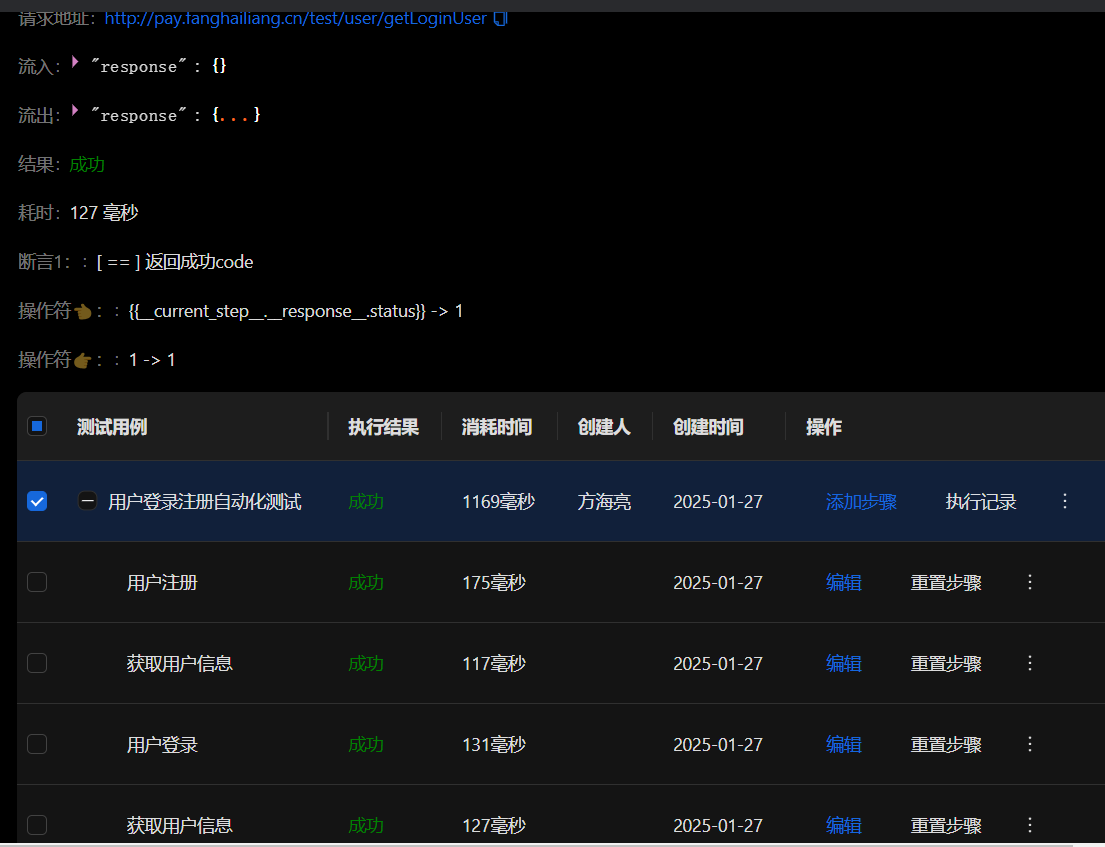 请求地址: http://pay.fanghailiang.cn/test/user/getLoginUser
流入: "response" : {}
流出: "response" : {...}
结果: 成功
耗时: 127 毫秒
断言1: : [ == ] 返回成功code
操作符👈: : {{__current_step__.__response__.status}} -> 1
操作符👉: : 1 -> 1
测试用例 执行结果 消耗时间 创建人 创建时间 操作
用户登录注册自动化测试 成功 1169毫秒 方海亮 2025-01-27 添加步骤 执行记录
用户注册 成功 175毫秒 2025-01-27 编辑 重置步骤
获取用户信息 成功 117毫秒 2025-01-27 编辑 重置步骤
用户登录 成功 131毫秒 2025-01-27 编辑 重置步骤
获取用户信息 成功 127毫秒 2025-01-27 编辑 重置步骤